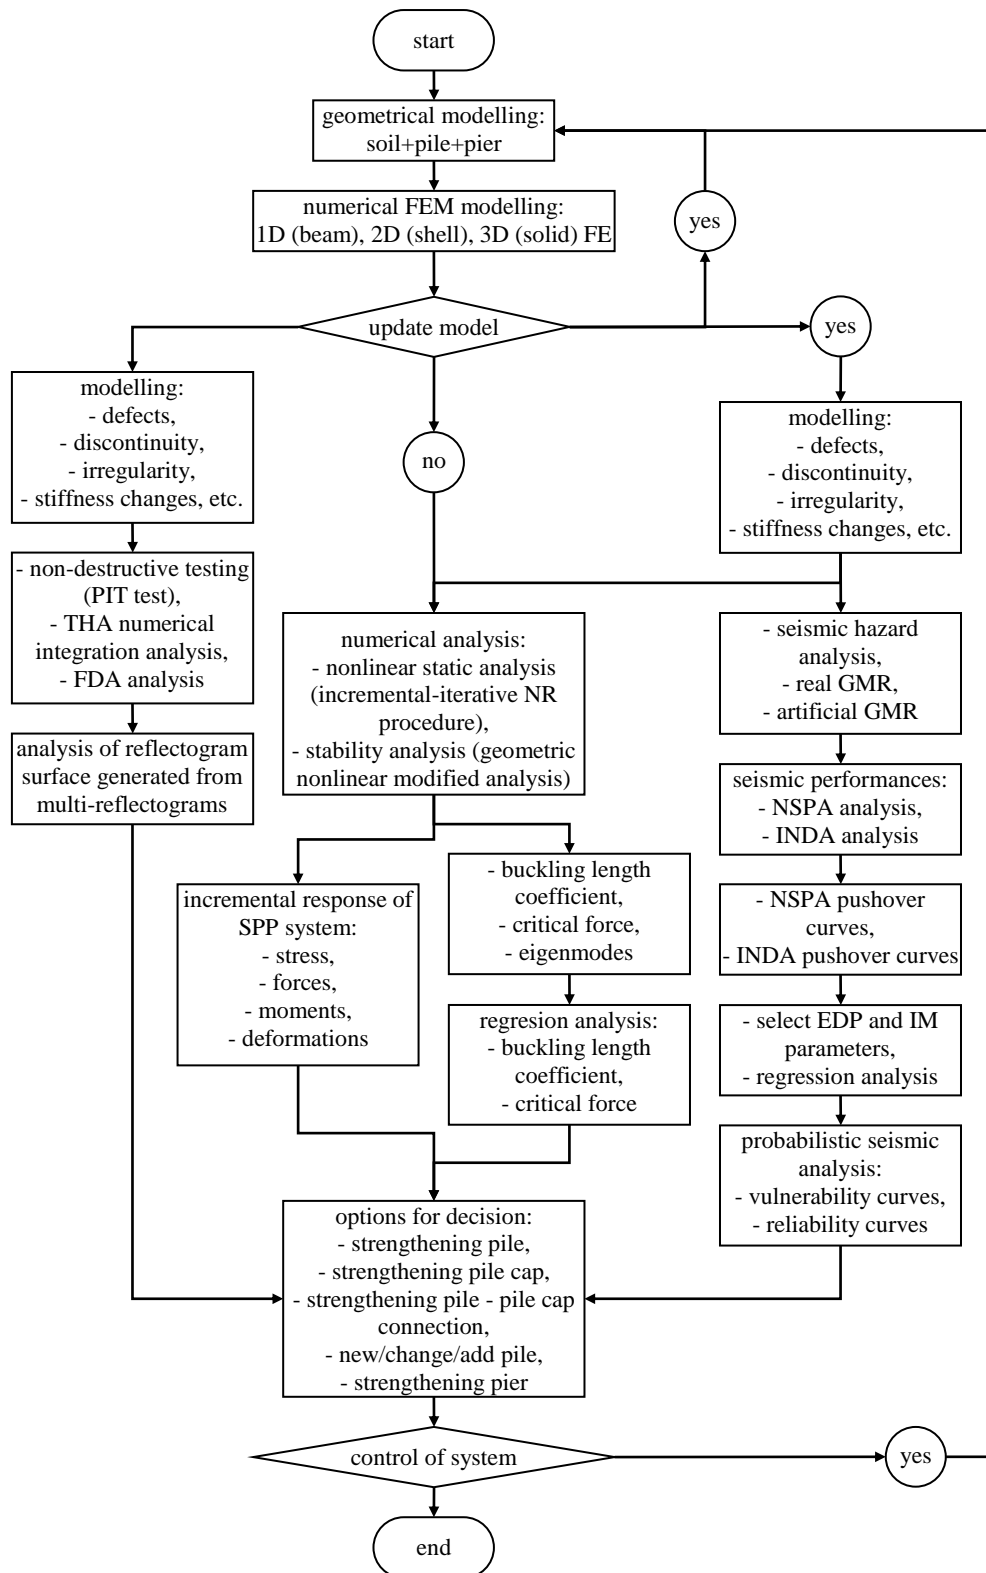 start
geometrical modelling:
soil+pile+pier
numerical FEM modelling:
1D (beam), 2D (shell), 3D (solid) FE
yes
update model
yes
modelling:
- defects,
- discontinuity,
- irregularity,
- stiffness changes, etc.
no
modelling:
- defects,
- discontinuity,
- irregularity,
- stiffness changes, etc.
- non-destructive testing
(PIT test),
- THA numerical
integration analysis,
- FDA analysis
numerical analysis:
- nonlinear static analysis
(incremental-iterative NR
procedure),
- stability analysis (geometric
nonlinear modified analysis)
- seismic hazard
analysis,
- real GMR,
- artificial GMR
analysis of reflectogram
surface generated from
multi-reflectograms
seismic performances:
- NSPA analysis,
- INDA analysis
incremental response of
SPP system:
- stress,
- forces,
- moments,
- deformations
- buckling length
coefficient,
- critical force,
- eigenmodes
- NSPA pushover
curves,
- INDA pushover curves
regresion analysis:
- buckling length
coefficient,
- critical force
- select EDP and IM
parameters,
- regression analysis
probabilistic seismic
analysis:
- vulnerability curves,
- reliability curves
options for decision:
- strengthening pile,
- strengthening pile cap,
- strengthening pile - pile cap
connection,
- new/change/add pile,
- strengthening pier
control of system
yes
end